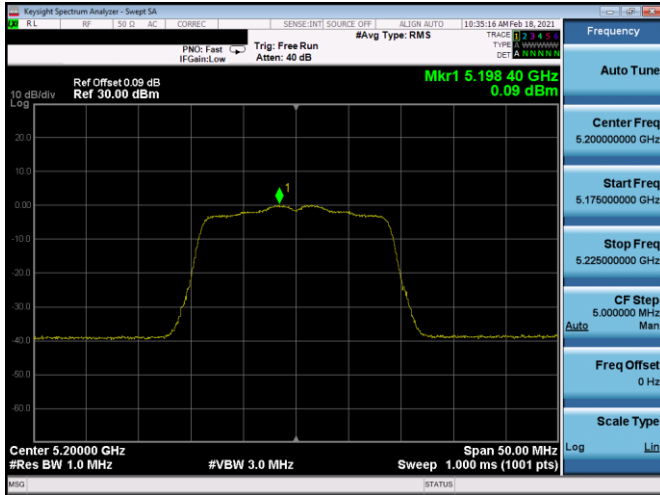 Keysight Spectrum Analyzer - Swept SA
RL RF 50 Ω AC CORREC SENSE:INT SOURCE OFF ALIGN AUTO 10:35:16 AM Feb 18, 2021
#Avg Type: RMS
TRACE 1 2 3 4 5 6
TYPE A WWWWW
DET A N N N N N
PNO: Fast Trig: Free Run
IFGain:Low Atten: 40 dB
Mkr1 5.198 40 GHz
0.09 dBm
Ref Offset 0.09 dB
10 dB/div Ref 30.00 dBm
Log
20.0
10.0
0.00
1
-10.0
-20.0
-30.0
-40.0
-50.0
-60.0
Center 5.20000 GHz Span 50.00 MHz
#Res BW 1.0 MHz #VBW 3.0 MHz Sweep 1.000 ms (1001 pts)
MSG STATUS
Frequency
Auto Tune
Center Freq
5.200000000 GHz
Start Freq
5.175000000 GHz
Stop Freq
5.225000000 GHz
CF Step
5.000000 MHz
Auto Man
Freq Offset
0 Hz
Scale Type
Log Lin